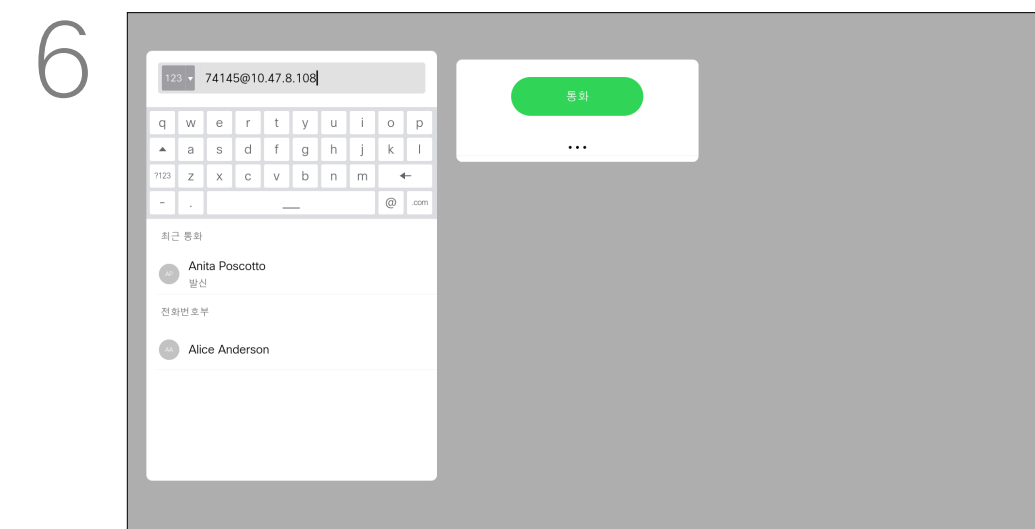 6
123 74145@10.47.8.108
통화
q w e r t y u i o p
a s d f g h j k l
?123 z x c v b n m
- . @ .com
최근 통화
AP Anita Poscotto
발신
전화번호부
AA Alice Anderson